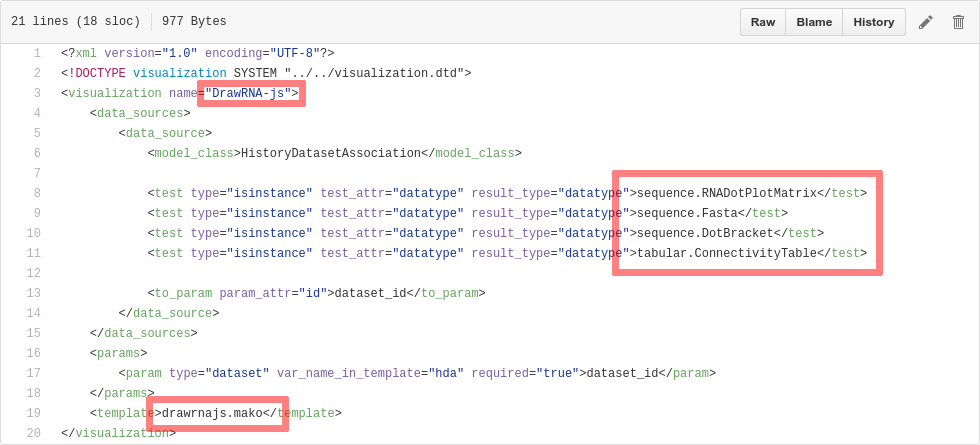 21 lines (18 sloc) 977 Bytes Raw Blame History
1 <?xml version="1.0" encoding="UTF-8"?>
2 <!DOCTYPE visualization SYSTEM "../../visualization.dtd">
3 <visualization name="DrawRNA-js">
4     <data_sources>
5         <data_source>
6             <model_class>HistoryDatasetAssociation</model_class>
7
8             <test type="isinstance" test_attr="datatype" result_type="datatype">sequence.RNADotPlotMatrix</test>
9             <test type="isinstance" test_attr="datatype" result_type="datatype">sequence.Fasta</test>
10             <test type="isinstance" test_attr="datatype" result_type="datatype">sequence.DotBracket</test>
11             <test type="isinstance" test_attr="datatype" result_type="datatype">tabular.ConnectivityTable</test>
12
13             <to_param param_attr="id">dataset_id</to_param>
14         </data_source>
15     </data_sources>
16     <params>
17         <param type="dataset" var_name_in_template="hda" required="true">dataset_id</param>
18     </params>
19     <template>drawrnajs.mako</template>
20 </visualization>